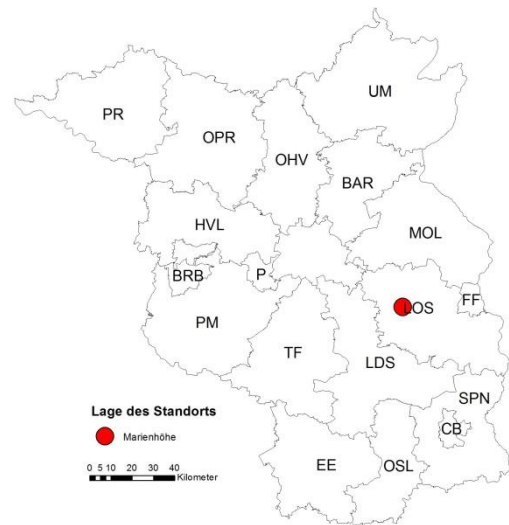 UM
PR
OPR
OHV
BAR
HVL
MOL
BRB
P
FF
LOS
PM
TF
LDS
SPN
CB
EE
OSL
Lage des Standorts
Marienhöhe
0 5 10 20 30 40
Kilometer